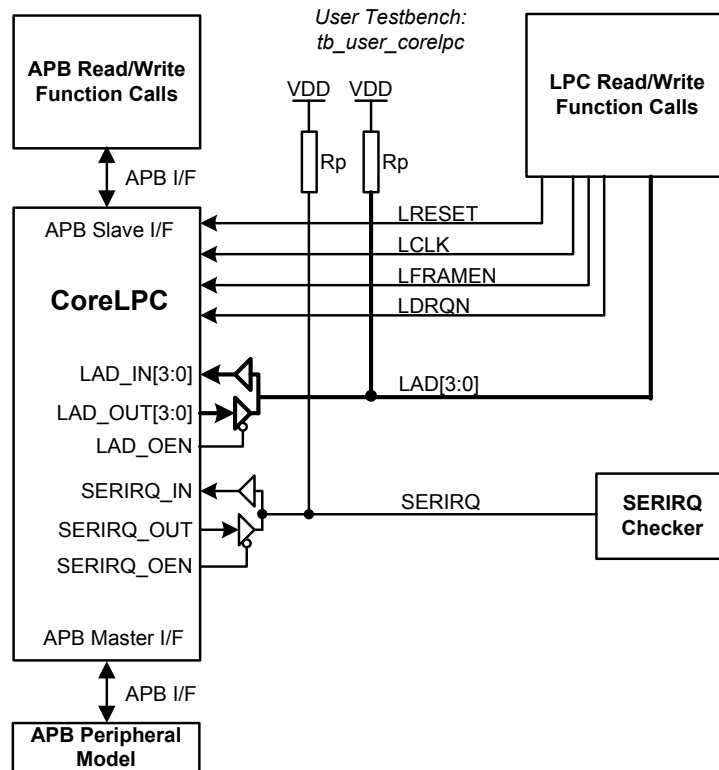 User Testbench:
tb_user_corelpc
APB Read/Write
Function Calls
LPC Read/Write
Function Calls
VDD
VDD
Rp
Rp
APB I/F
APB Slave I/F
LRESET
LCLK
CoreLPC
LFRAMEN
LDRQN
LAD_IN[3:0]
LAD[3:0]
LAD_OUT[3:0]
LAD_OEN
SERIRQ_IN
SERIRQ
SERIRQ_OUT
SERIRQ
Checker
SERIRQ_OEN
APB Master I/F
APB I/F
APB Peripheral
Model